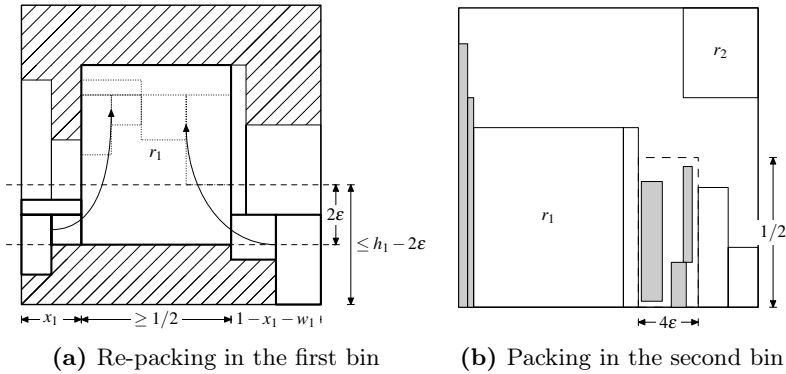 r₁
2ε
≤ h₁ − 2ε
x₁
≥ 1/2
1 − x₁ − w₁
(a) Re-packing in the first bin
r₂
r₁
1/2
4ε
(b) Packing in the second bin